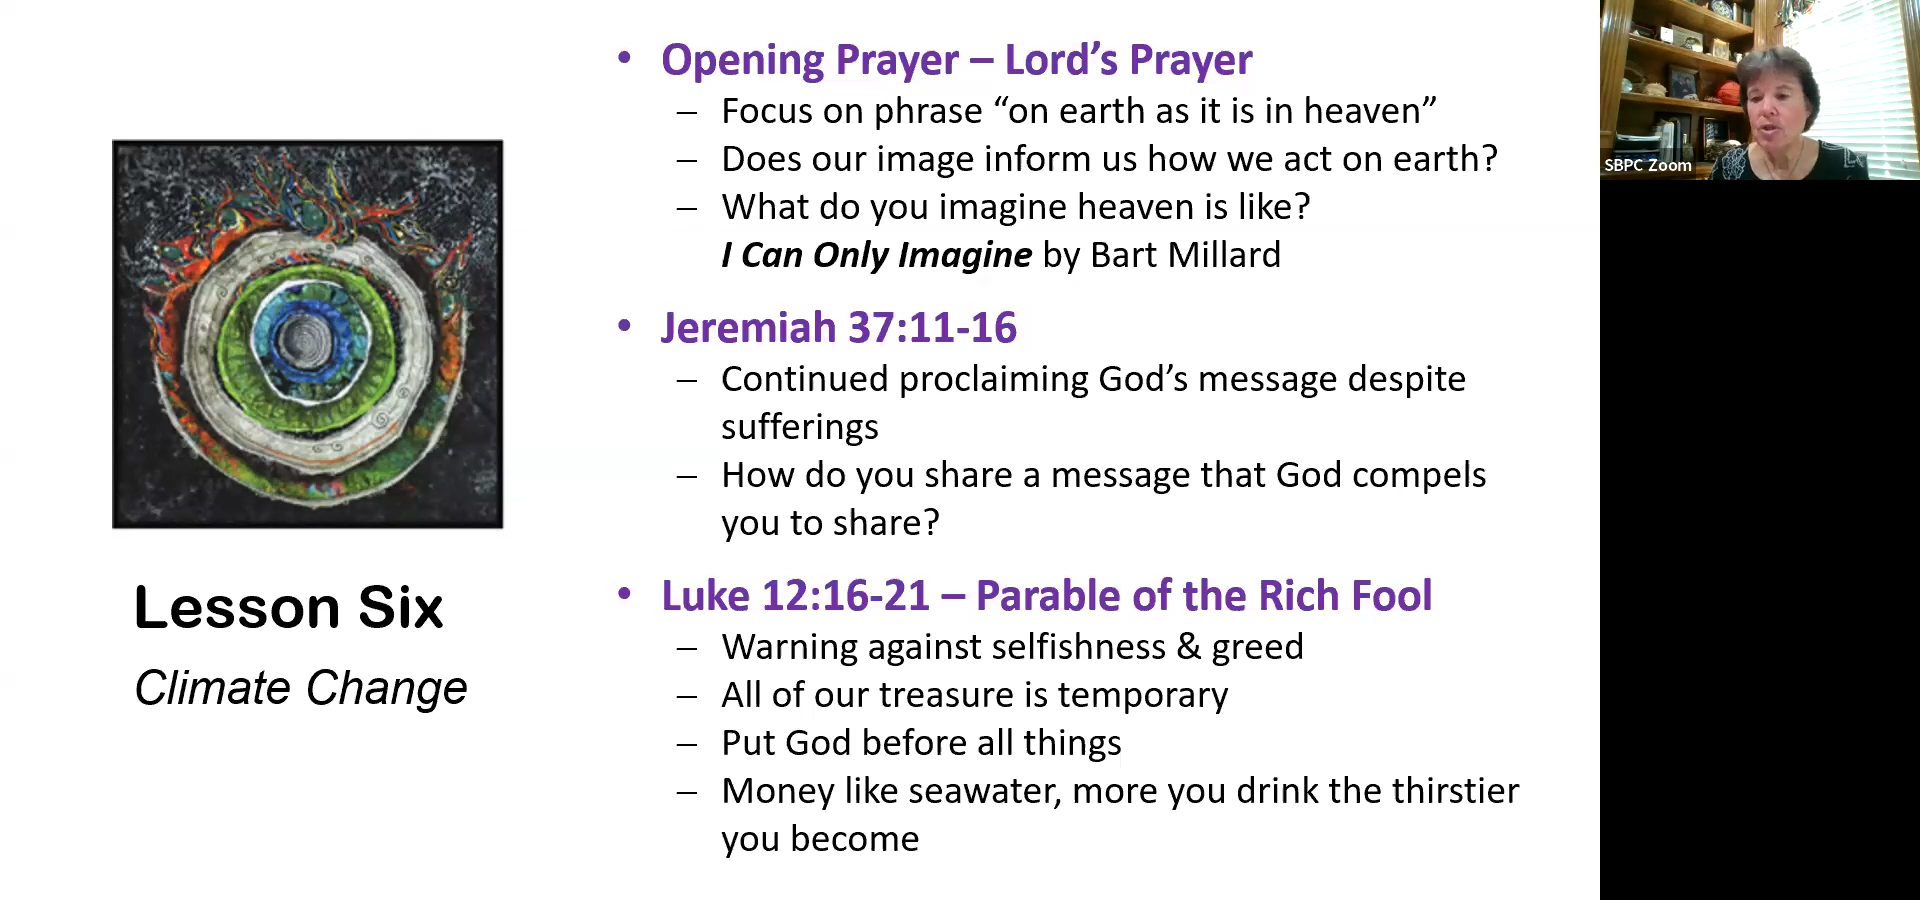 • Opening Prayer – Lord’s Prayer
– Focus on phrase “on earth as it is in heaven”
– Does our image inform us how we act on earth?
– What do you imagine heaven is like?
I Can Only Imagine by Bart Millard
• Jeremiah 37:11-16
– Continued proclaiming God’s message despite
sufferings
– How do you share a message that God compels
you to share?
• Luke 12:16-21 – Parable of the Rich Fool
– Warning against selfishness & greed
– All of our treasure is temporary
– Put God before all things
– Money like seawater, more you drink the thirstier
you become
Lesson Six
Climate Change
SBPC Zoom